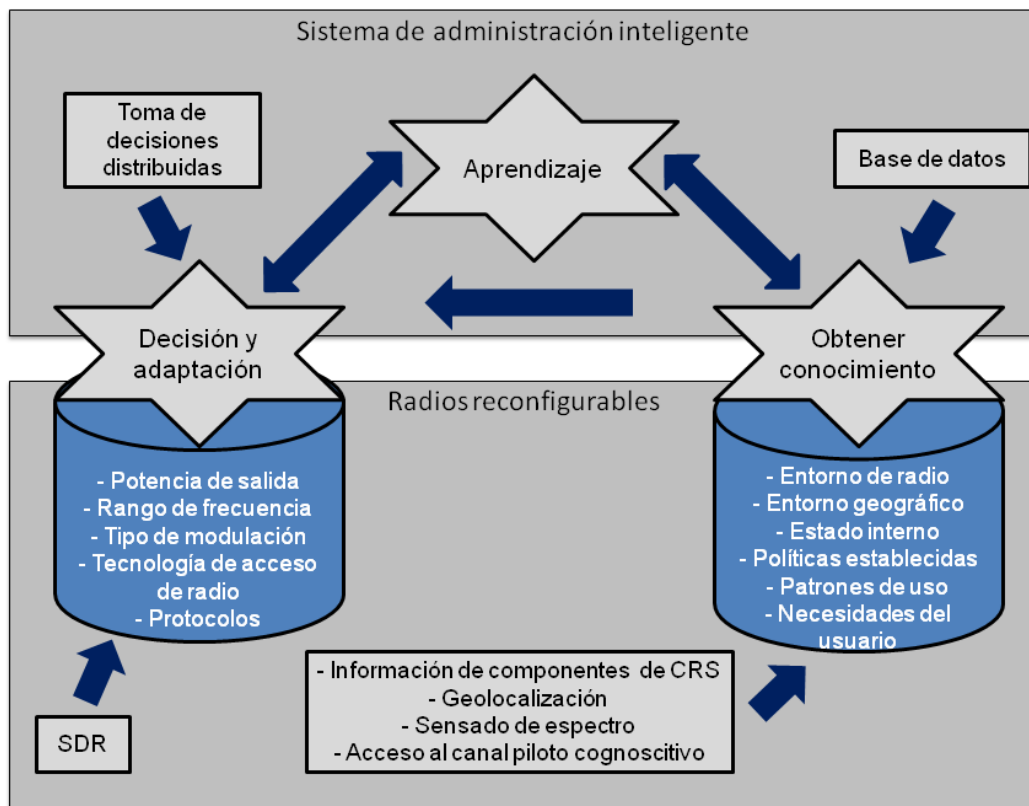 Sistema de administración inteligente
Toma de
decisiones
distribuidas
Aprendizaje
Base de datos
Decisión y
adaptación
Obtener
conocimiento
Radios reconfigurables
- Potencia de salida
- Rango de frecuencia
- Tipo de modulación
- Tecnología de acceso
de radio
- Protocolos
- Entorno de radio
- Entorno geográfico
- Estado interno
- Políticas establecidas
- Patrones de uso
- Necesidades del
usuario
- Información de componentes de CRS
- Geolocalización
- Sensado de espectro
- Acceso al canal piloto cognoscitivo
SDR